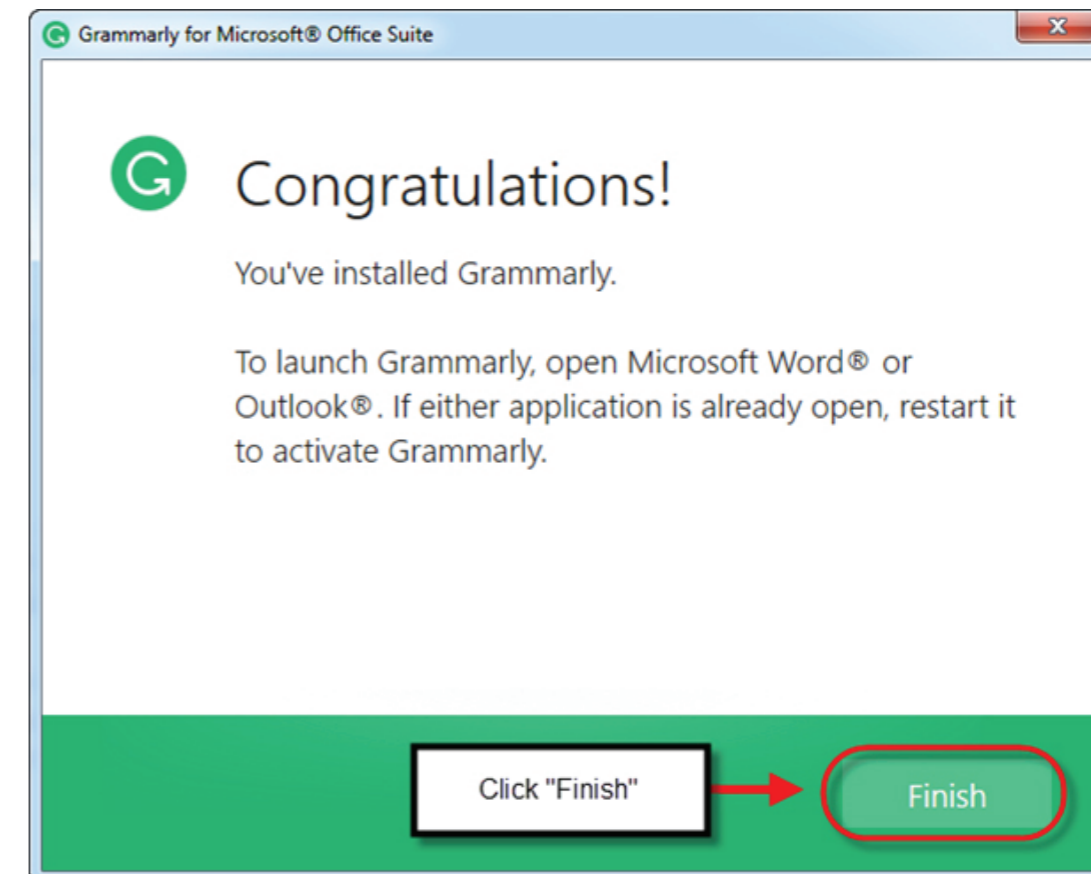 Grammarly for Microsoft® Office Suite
Congratulations!
You've installed Grammarly.
To launch Grammarly, open Microsoft Word® or
Outlook®. If either application is already open, restart it
to activate Grammarly.
Click "Finish"
Finish